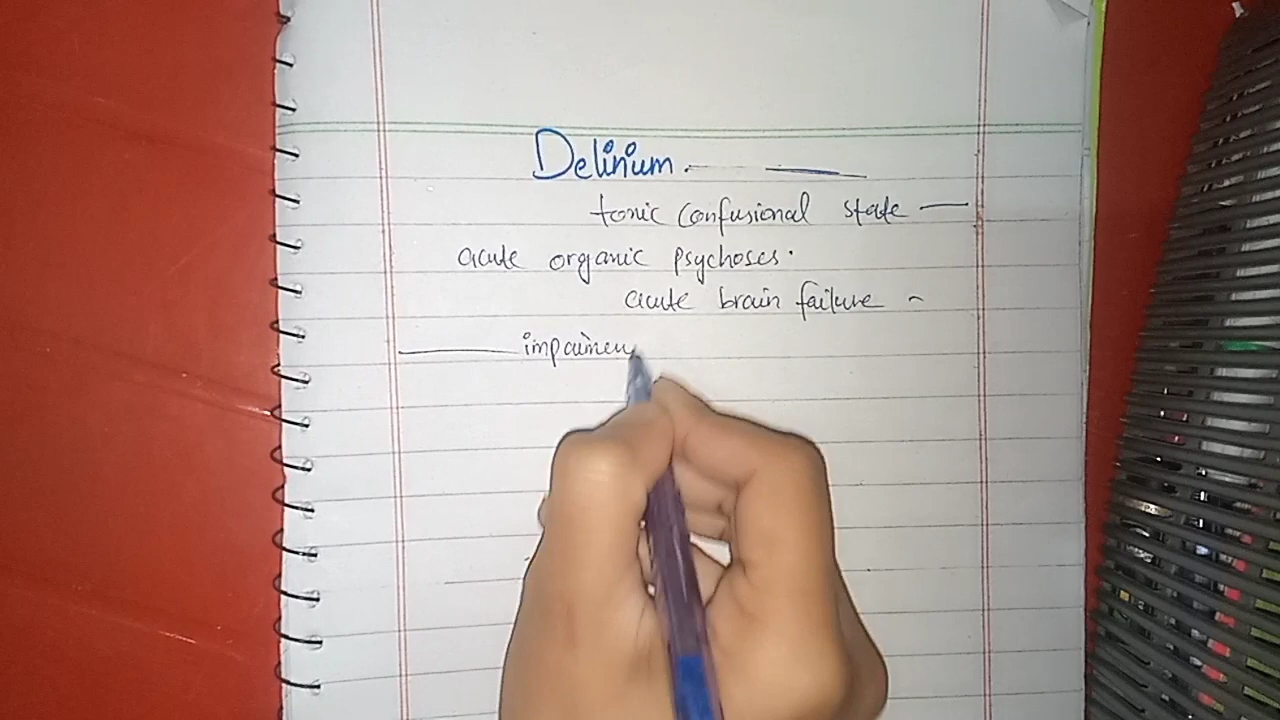 Delirium.
toxic confusional state
acute organic psychoses.
acute brain failure
impairmen